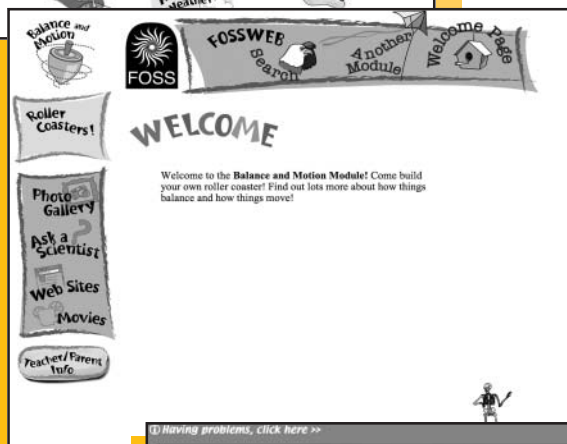 Weather
Balance and
Motion
FOSS
FOSSWEB
Search
Another
Module
Welcome Page
Roller
Coasters!
WELCOME
Welcome to the Balance and Motion Module! Come build
your own roller coaster! Find out lots more about how things
balance and how things move!
Photo
Gallery
Ask a
Scientist
Web Sites
Movies
Teacher/Parent
Info
Having problems, click here >>